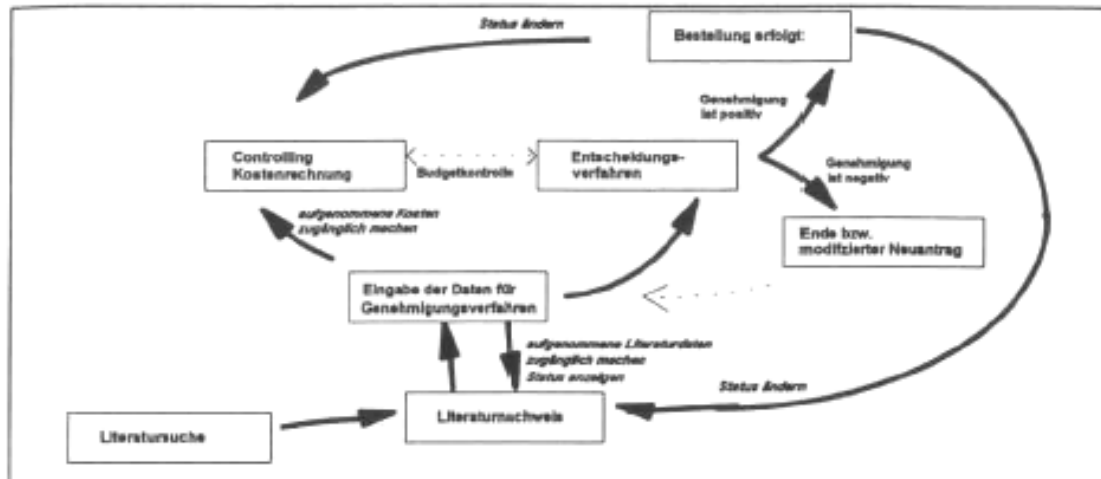 Status ändern
Bestellung erfolgt:
Genehmigung
ist positiv
Controlling
Kostenrechnung
Budgetkontrolle
Entscheidungs-
verfahren
Genehmigung
ist negativ
aufgenommene Kosten
zugänglich machen
Ende bzw.
modifzierter Neuantrag
Eingabe der Daten für
Genehmigungsverfahren
aufgenommene Literaturdaten
zugänglich machen
Status anzeigen
Status ändern
Literaturnachweis
Literatursuche